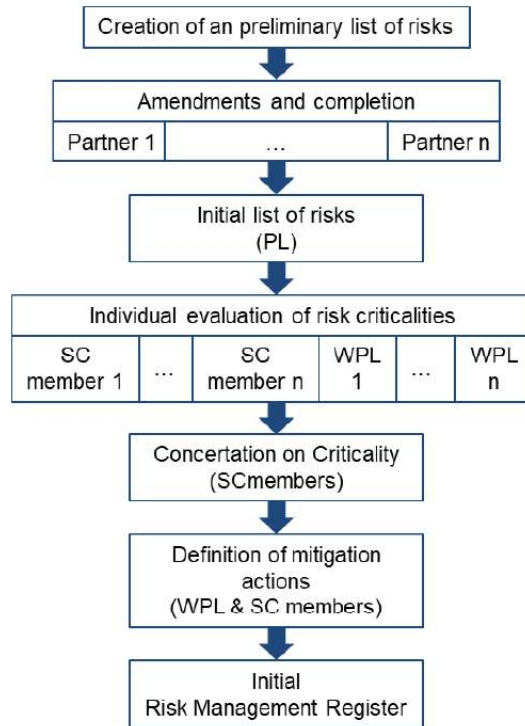 Creation of an preliminary list of risks
Amendments and completion
Partner 1 ... Partner n
Initial list of risks
(PL)
Individual evaluation of risk criticalities
SC member 1 ... SC member n WPL 1 ... WPL n
Concertation on Criticality
(SCmembers)
Definition of mitigation
actions
(WPL & SC members)
Initial
Risk Management Register